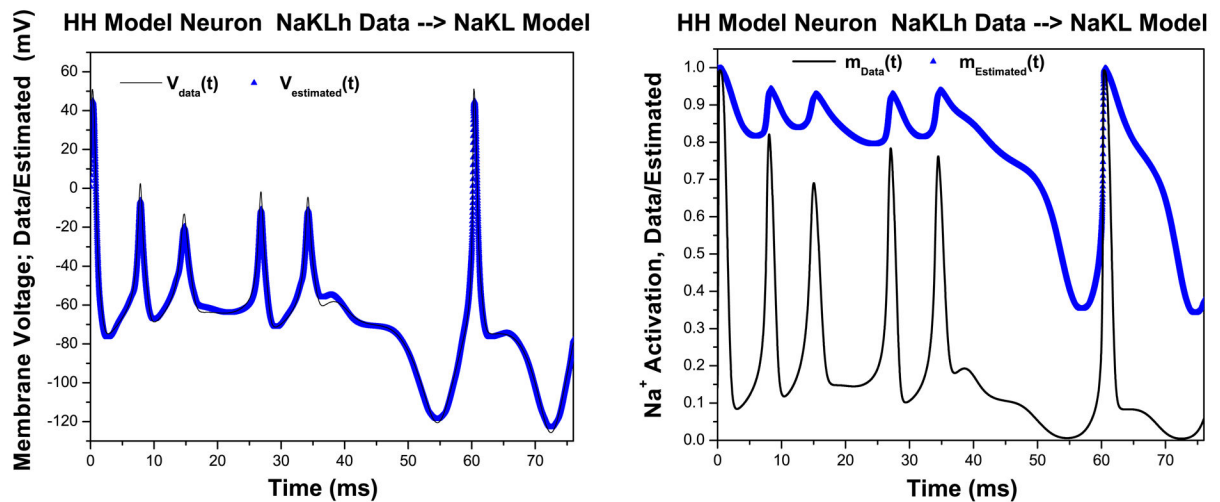 HH Model Neuron NaKLh Data --> NaKL Model
Membrane Voltage; Data/Estimated (mV)
V_data(t) V_estimated(t)
60
40
20
0
-20
-40
-60
-80
-100
-120
0 10 20 30 40 50 60 70
Time (ms)
HH Model Neuron NaKLh Data --> NaKL Model
Na+ Activation, Data/Estimated
m_Data(t) m_Estimated(t)
1.0
0.9
0.8
0.7
0.6
0.5
0.4
0.3
0.2
0.1
0.0
0 10 20 30 40 50 60 70
Time (ms)